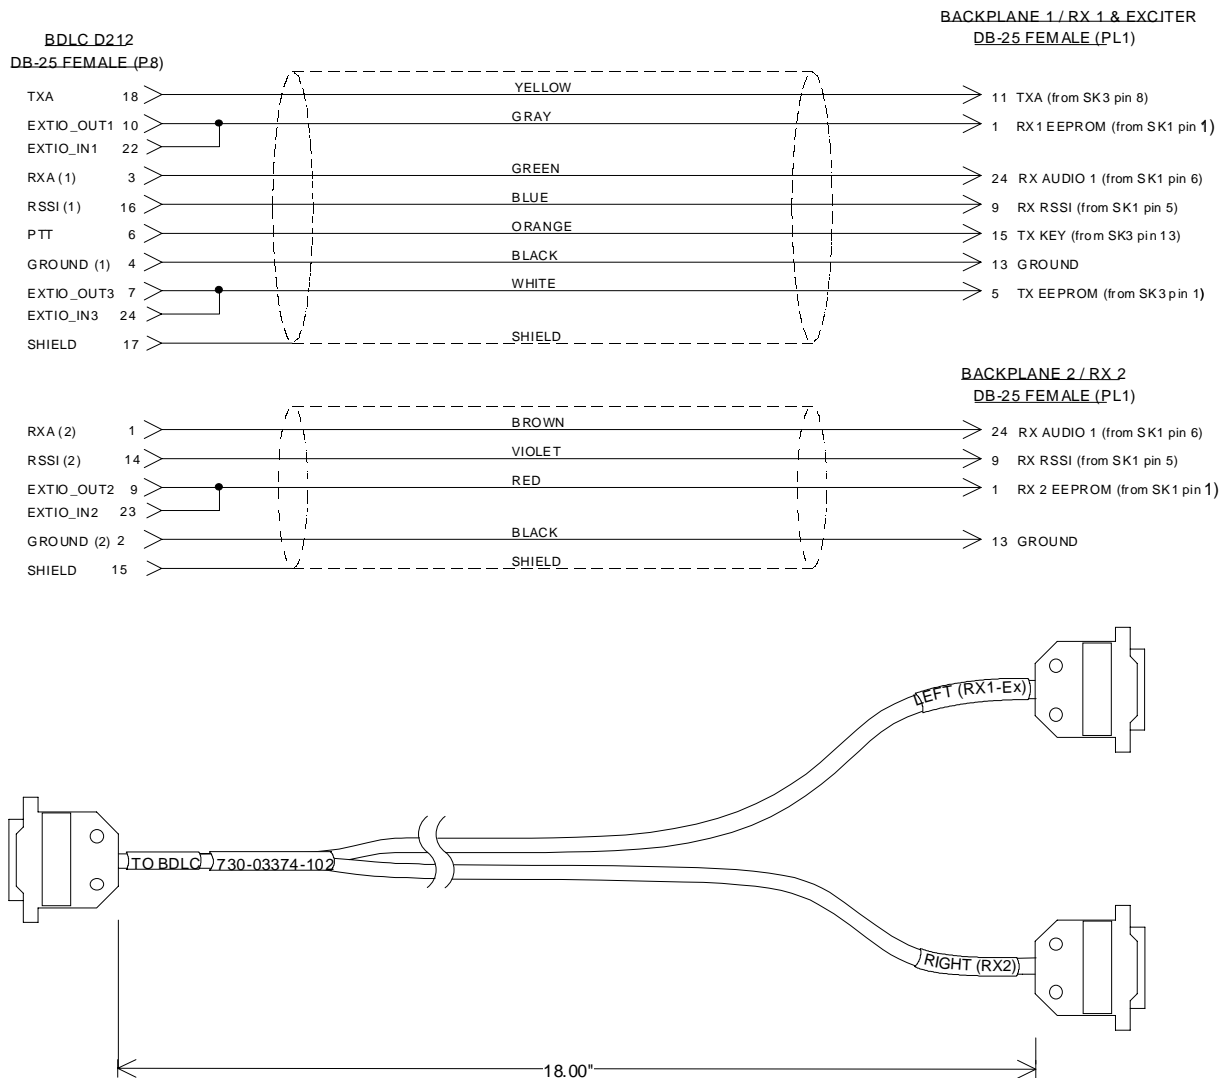 BACKPLANE 1 / RX 1 & EXCITER
DB-25 FEMALE (PL1)
BDLC D212
DB-25 FEMALE (P8)
TXA 18 YELLOW 11 TXA (from SK3 pin 8)
EXTIO_OUT1 10 GRAY 1 RX1 EEPROM (from SK1 pin 1)
EXTIO_IN1 22
RXA (1) 3 GREEN 24 RX AUDIO 1 (from SK1 pin 6)
RSSI (1) 16 BLUE 9 RX RSSI (from SK1 pin 5)
PTT 6 ORANGE 15 TX KEY (from SK3 pin 13)
GROUND (1) 4 BLACK 13 GROUND
EXTIO_OUT3 7 WHITE 5 TX EEPROM (from SK3 pin 1)
EXTIO_IN3 24
SHIELD 17 SHIELD
BACKPLANE 2 / RX 2
DB-25 FEMALE (PL1)
RXA (2) 1 BROWN 24 RX AUDIO 1 (from SK1 pin 6)
RSSI (2) 14 VIOLET 9 RX RSSI (from SK1 pin 5)
EXTIO_OUT2 9 RED 1 RX 2 EEPROM (from SK1 pin 1)
EXTIO_IN2 23
GROUND (2) 2 BLACK 13 GROUND
SHIELD 15 SHIELD
LEFT (RX1-Ex)
TO BDLC 730-03374-102
RIGHT (RX2)
18.00"